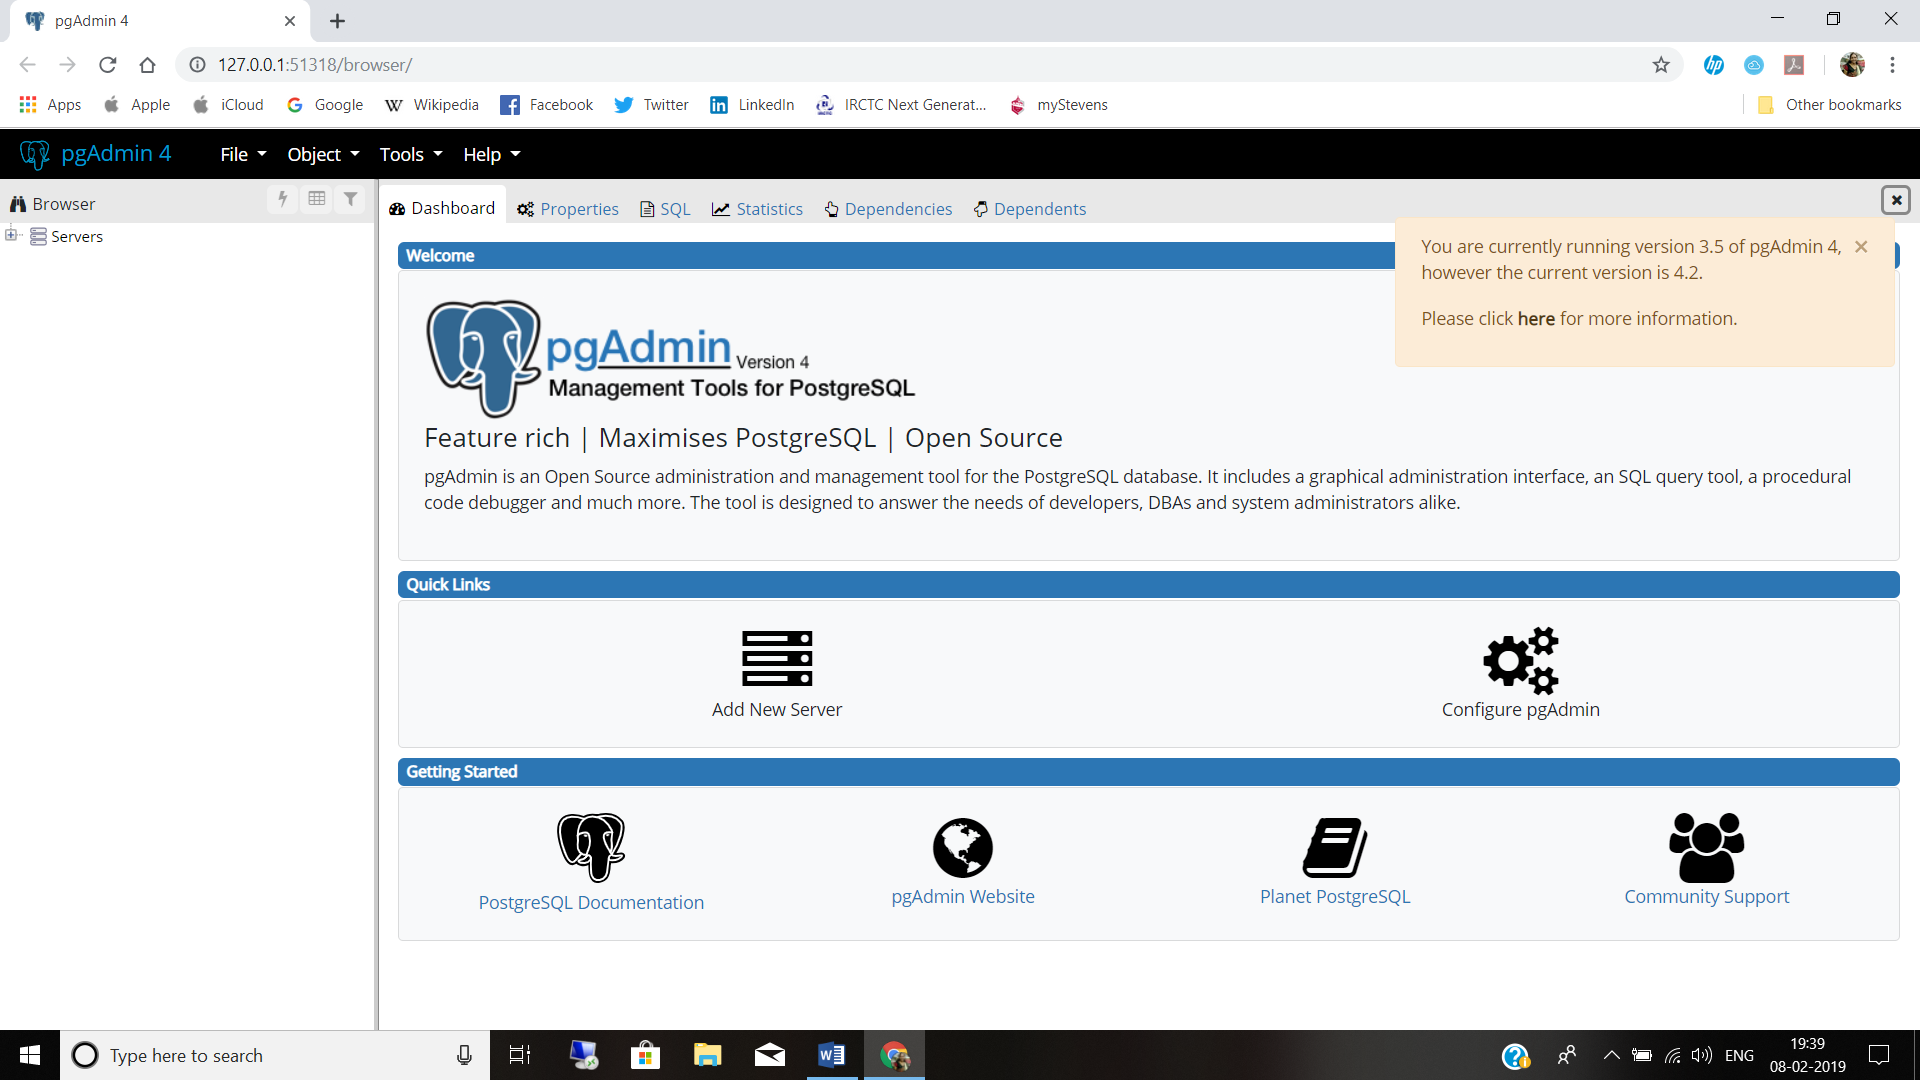 pgAdmin 4
127.0.0.1:51318/browser/
Apps Apple iCloud Google Wikipedia Facebook Twitter LinkedIn IRCTC Next Generat... myStevens Other bookmarks
pgAdmin 4 File Object Tools Help
Browser
Dashboard Properties SQL Statistics Dependencies Dependents
Servers
You are currently running version 3.5 of pgAdmin 4,
however the current version is 4.2.
Please click here for more information.
Welcome
pgAdmin Version 4
Management Tools for PostgreSQL
Feature rich | Maximises PostgreSQL | Open Source
pgAdmin is an Open Source administration and management tool for the PostgreSQL database. It includes a graphical administration interface, an SQL query tool, a procedural
code debugger and much more. The tool is designed to answer the needs of developers, DBAs and system administrators alike.
Quick Links
Add New Server Configure pgAdmin
Getting Started
PostgreSQL Documentation pgAdmin Website Planet PostgreSQL Community Support
Type here to search
ENG
19:39
08-02-2019